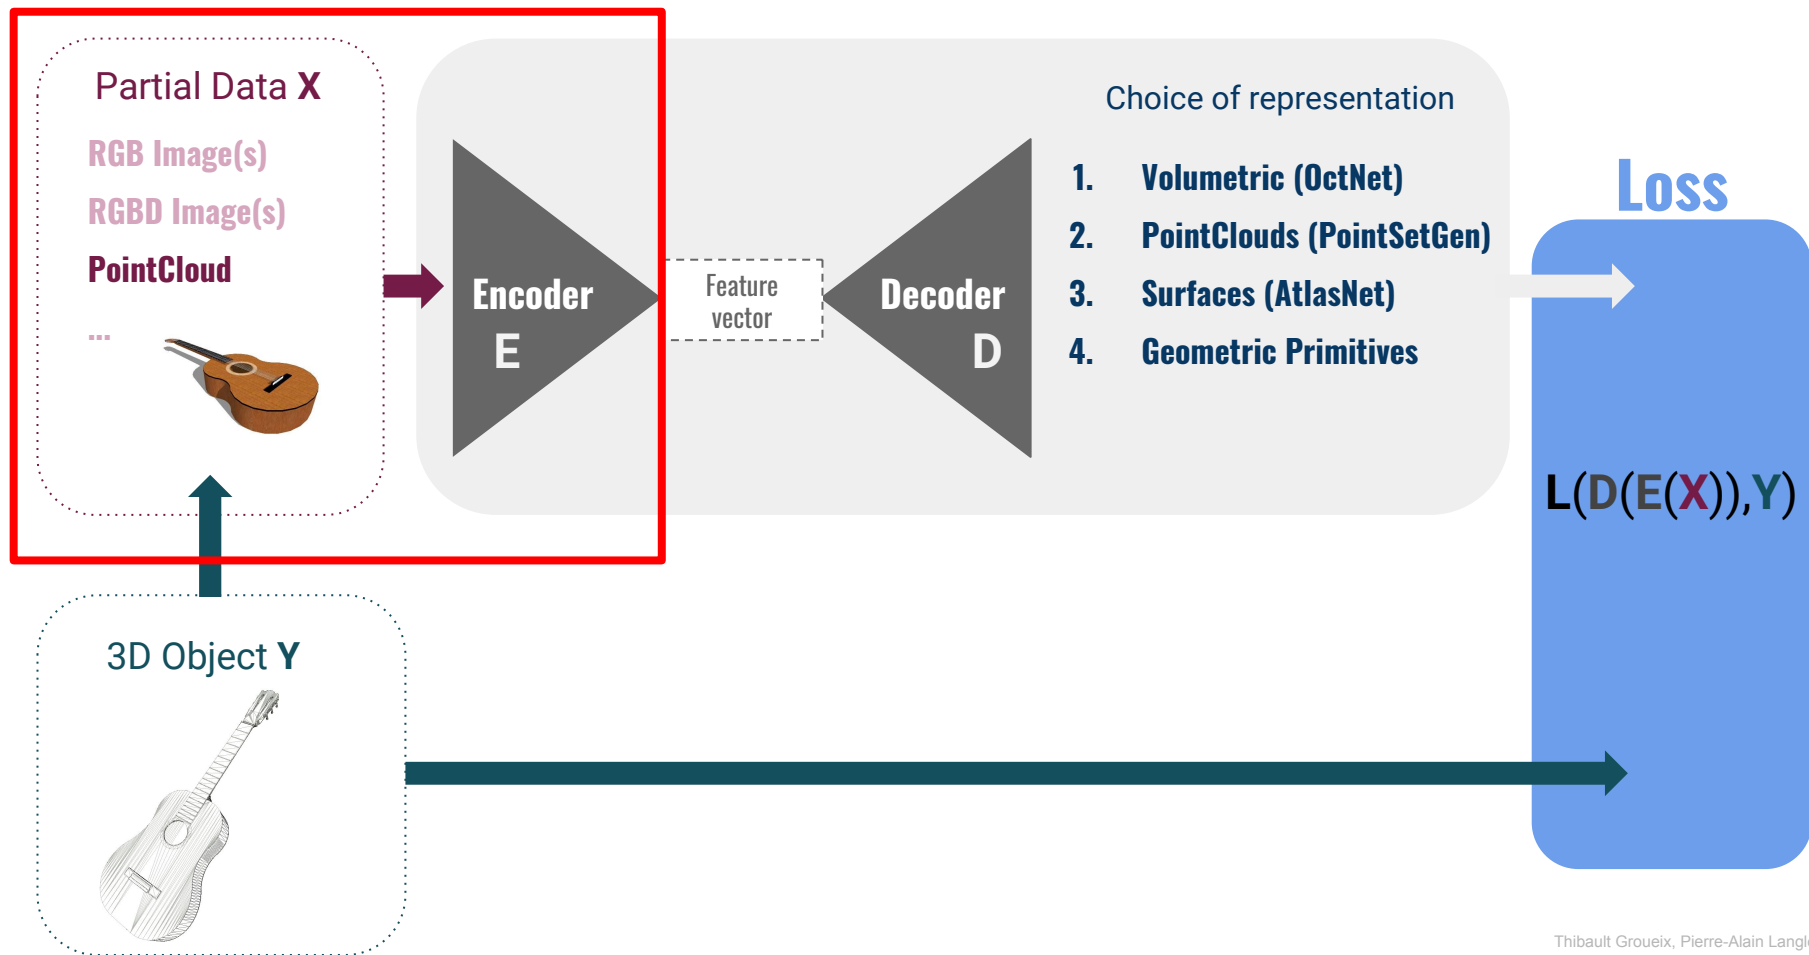 Partial Data X
RGB Image(s)
RGBD Image(s)
PointCloud
...
Encoder
E
Feature
vector
Decoder
D
Choice of representation
1. Volumetric (OctNet)
2. PointClouds (PointSetGen)
3. Surfaces (AtlasNet)
4. Geometric Primitives
Loss
L(D(E(X)),Y)
3D Object Y
Thibault Groueix, Pierre-Alain